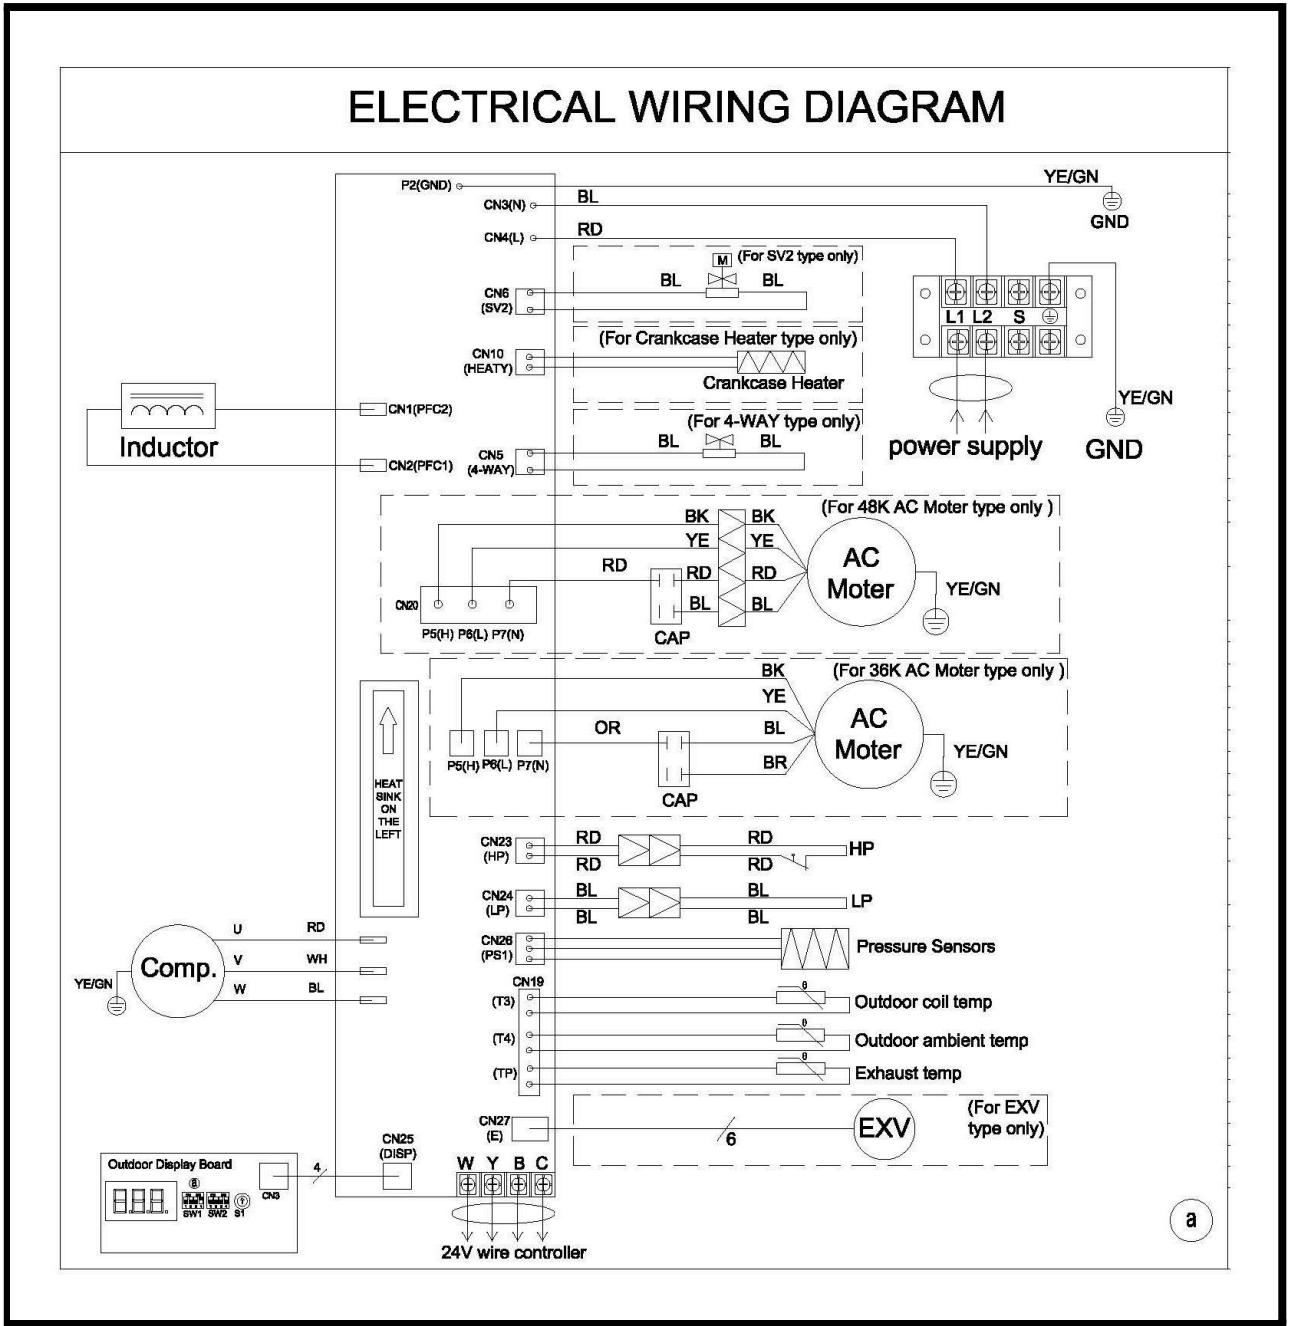 ELECTRICAL WIRING DIAGRAM
P2(GND)
YE/GN
GND
CN3(N)
BL
CN4(L)
RD
(For SV2 type only)
M
BL
BL
CN6
(SV2)
L1 L2 S
(For Crankcase Heater type only)
CN10
(HEATY)
Crankcase Heater
YE/GN
GND
power supply
Inductor
CN1(PFC2)
CN2(PFC1)
(For 4-WAY type only)
BL
BL
CN5
(4-WAY)
(For 48K AC Moter type only )
BK
BK
YE
YE
RD
RD
RD
BL
BL
AC
Moter
YE/GN
CN20
P5(H) P6(L) P7(N)
CAP
(For 36K AC Moter type only )
BK
YE
OR
BL
BR
AC
Moter
YE/GN
P5(H) P6(L) P7(N)
CAP
HEAT
SINK
ON
THE
LEFT
CN23
(HP)
RD
RD
RD
RD
HP
CN24
(LP)
BL
BL
BL
BL
LP
CN26
(PS1)
Pressure Sensors
Comp.
U
RD
V
WH
W
BL
YE/GN
CN19
(T3)
θ
Outdoor coil temp
(T4)
θ
Outdoor ambient temp
(TP)
θ
Exhaust temp
CN27
(E)
6
EXV
(For EXV
type only)
CN25
(DISP)
W Y B C
24V wire controller
Outdoor Display Board
a
SW1 SW2 S1
CN3
4
a